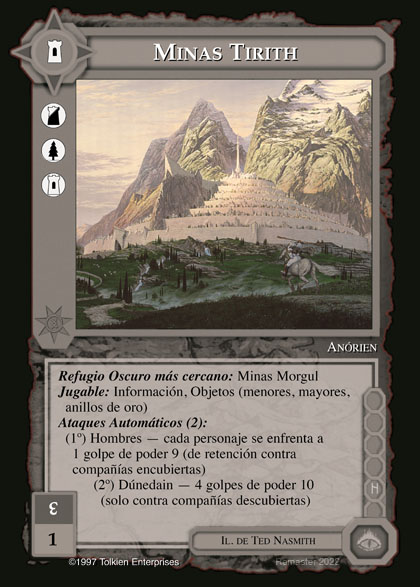 Minas Tirith
Anórien
Refugio Oscuro más cercano: Minas Morgul
Jugable: Información, Objetos (menores, mayores,
anillos de oro)
Ataques Automáticos (2):
(1º) Hombres — cada personaje se enfrenta a
1 golpe de poder 9 (de retención contra
compañías encubiertas)
(2º) Dúnedain — 4 golpes de poder 10
(solo contra compañías descubiertas)
H
ε
1
Il. de Ted Nasmith
©1997 Tolkien Enterprises
Remaster 2022